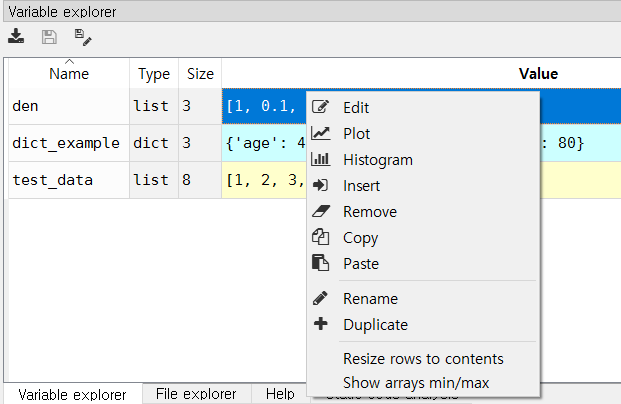 Variable explorer
Name Type Size Value
den list 3 [1, 0.1,
dict_example dict 3 {'age': 4 : 80}
test_data list 8 [1, 2, 3,
Edit
Plot
Histogram
Insert
Remove
Copy
Paste
Rename
Duplicate
Resize rows to contents
Show arrays min/max
Variable explorer File explorer Help